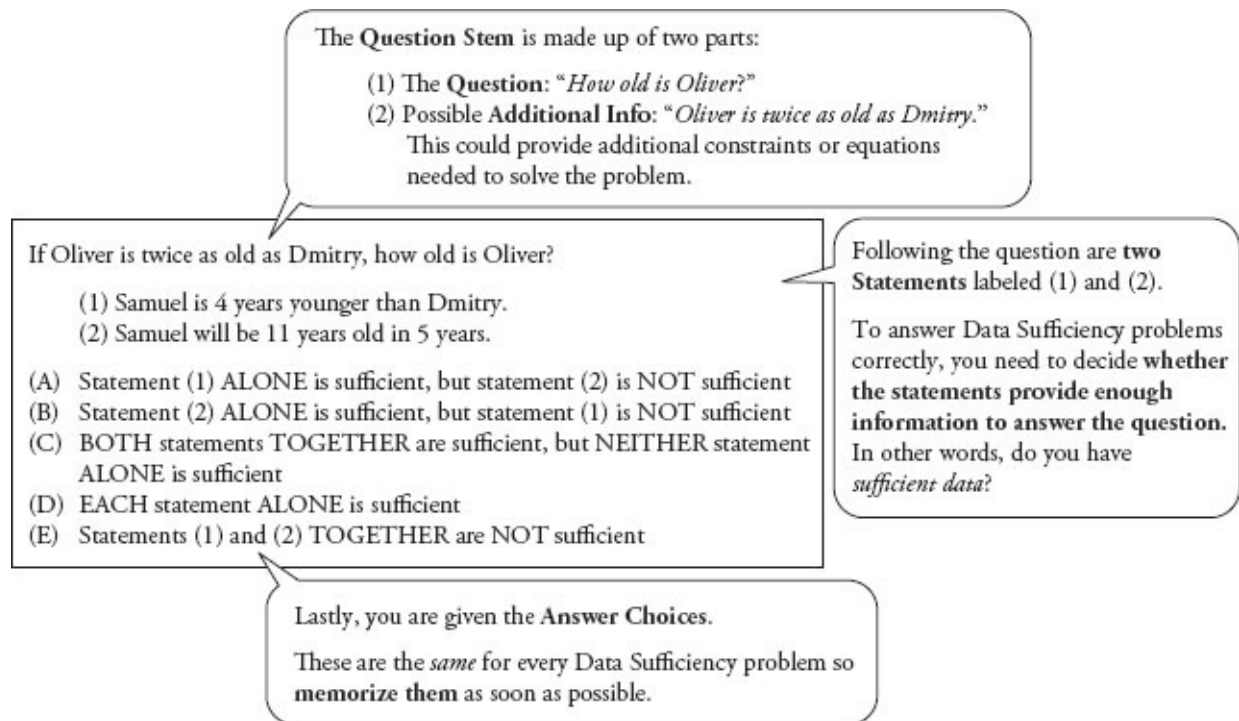 The Question Stem is made up of two parts:
(1) The Question: “How old is Oliver?”
(2) Possible Additional Info: “Oliver is twice as old as Dmitry.”
This could provide additional constraints or equations
needed to solve the problem.
If Oliver is twice as old as Dmitry, how old is Oliver?
(1) Samuel is 4 years younger than Dmitry.
(2) Samuel will be 11 years old in 5 years.
(A) Statement (1) ALONE is sufficient, but statement (2) is NOT sufficient
(B) Statement (2) ALONE is sufficient, but statement (1) is NOT sufficient
(C) BOTH statements TOGETHER are sufficient, but NEITHER statement
ALONE is sufficient
(D) EACH statement ALONE is sufficient
(E) Statements (1) and (2) TOGETHER are NOT sufficient
Following the question are two
Statements labeled (1) and (2).
To answer Data Sufficiency problems
correctly, you need to decide whether
the statements provide enough
information to answer the question.
In other words, do you have
sufficient data?
Lastly, you are given the Answer Choices.
These are the same for every Data Sufficiency problem so
memorize them as soon as possible.